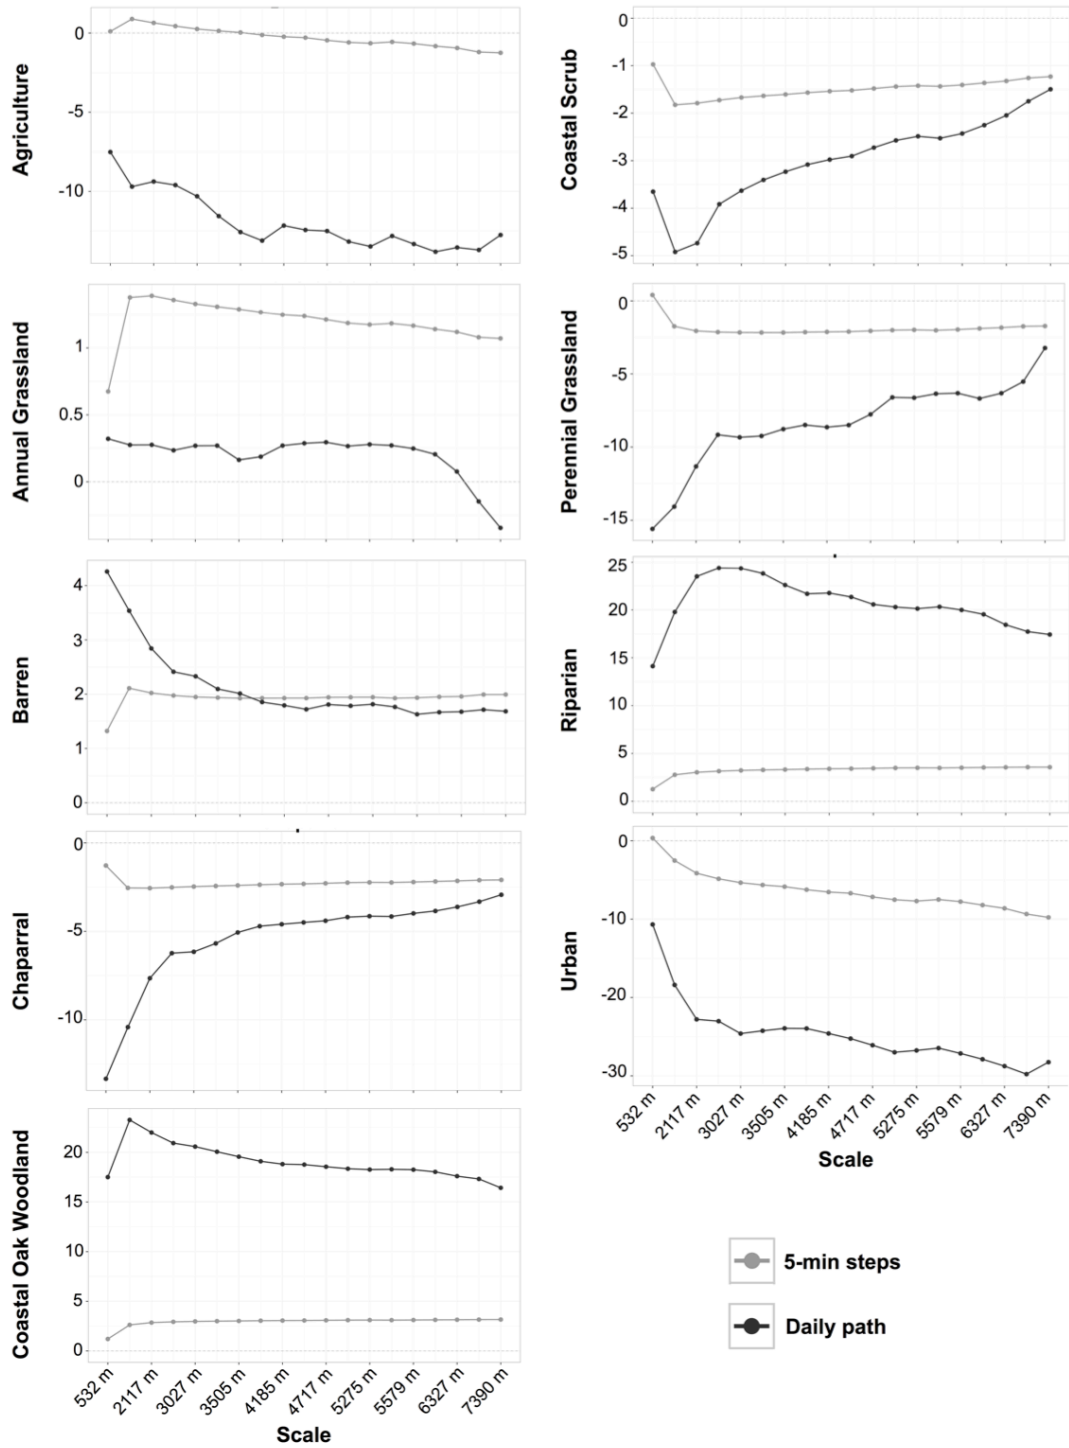 Agriculture
0
-5
-10
Annual Grassland
1
0.5
0
Barren
4
3
2
1
0
Chaparral
0
-5
-10
Coastal Oak Woodland
20
15
10
5
0
532 m
2117 m
3027 m
3505 m
4185 m
4717 m
5275 m
5579 m
6327 m
7390 m
Scale
Coastal Scrub
0
-1
-2
-3
-4
-5
Perennial Grassland
0
-5
-10
-15
Riparian
25
20
15
10
5
0
Urban
0
-10
-20
-30
532 m
2117 m
3027 m
3505 m
4185 m
4717 m
5275 m
5579 m
6327 m
7390 m
Scale
5-min steps
Daily path